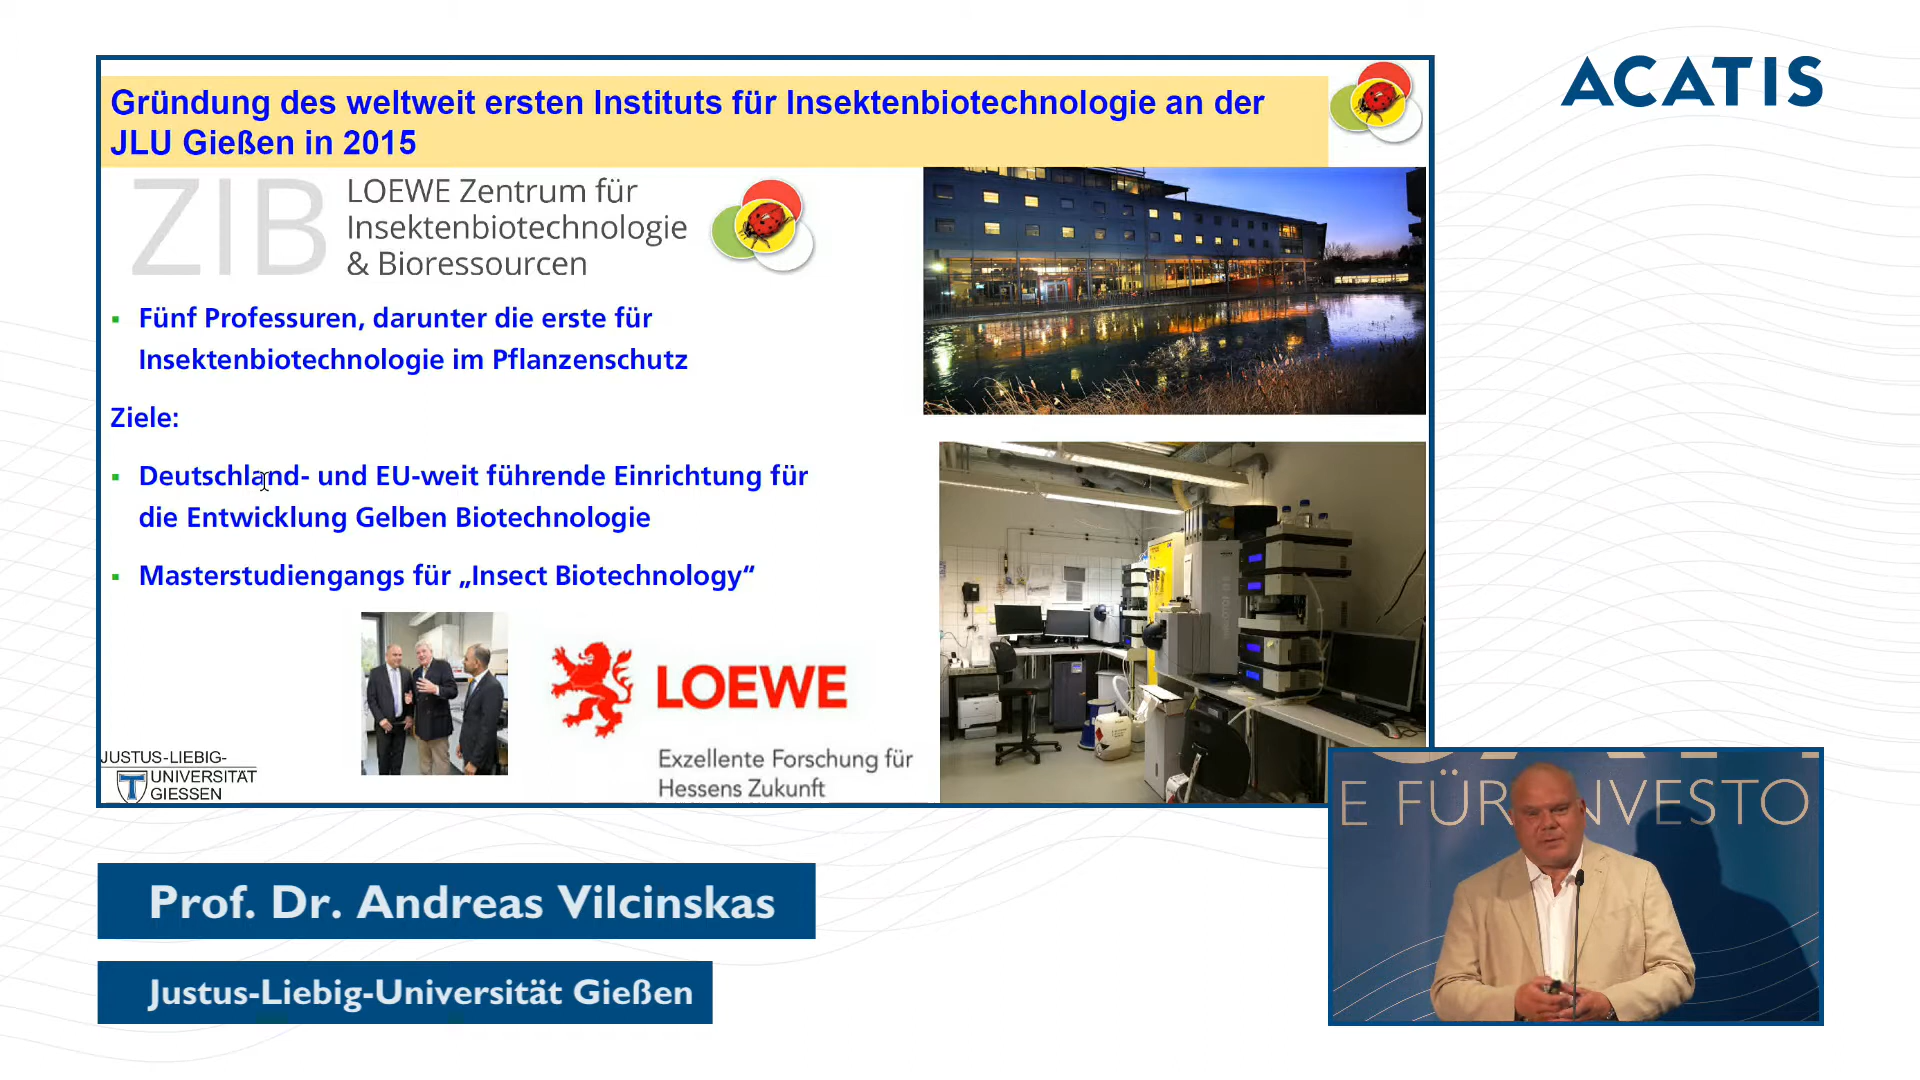 ACATIS
Gründung des weltweit ersten Instituts für Insektenbiotechnologie an der
JLU Gießen in 2015
ZIB
LOEWE Zentrum für
Insektenbiotechnologie
& Bioressourcen
▪ Fünf Professuren, darunter die erste für
Insektenbiotechnologie im Pflanzenschutz
Ziele:
▪ Deutschland- und EU-weit führende Einrichtung für
die Entwicklung Gelben Biotechnologie
▪ Masterstudiengangs für „Insect Biotechnology“
LOEWE
Exzellente Forschung für
Hessens Zukunft
JUSTUS-LIEBIG-
UNIVERSITÄT
GIESSEN
E FÜR INVESTO
Prof. Dr. Andreas Vilcinskas
Justus-Liebig-Universität Gießen